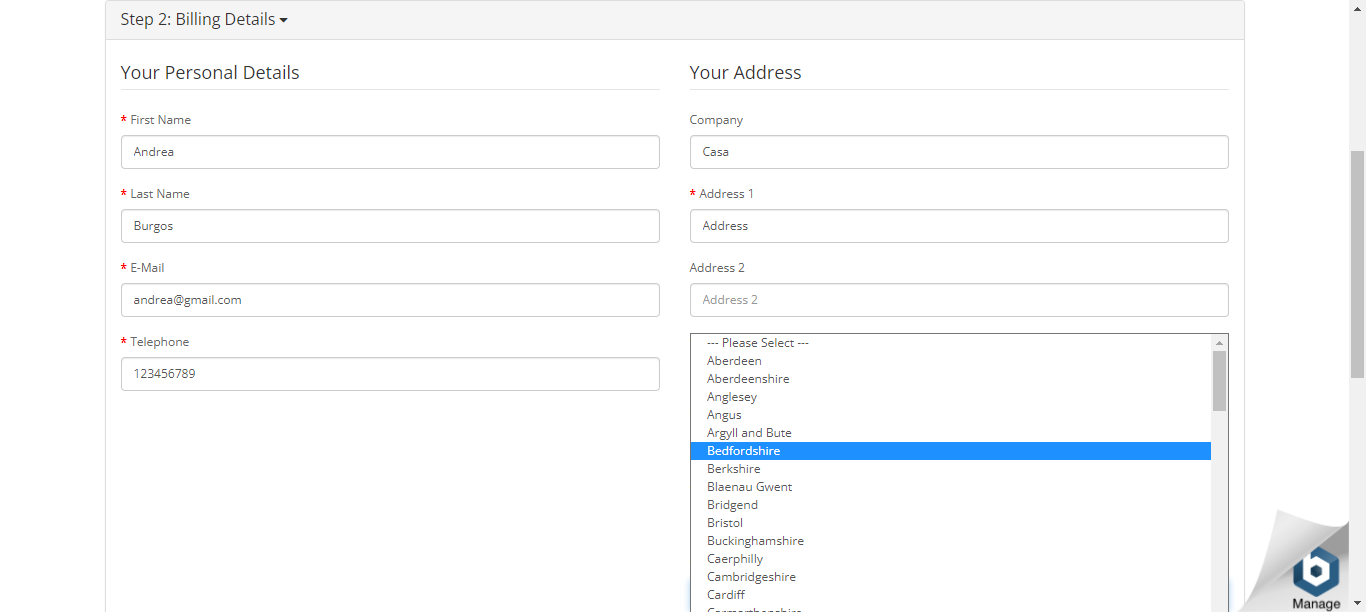 Step 2: Billing Details
Your Personal Details
* First Name
Andrea
* Last Name
Burgos
* E-Mail
andrea@gmail.com
* Telephone
123456789
Your Address
Company
Casa
* Address 1
Address
Address 2
Address 2
--- Please Select ---
Aberdeen
Aberdeenshire
Anglesey
Angus
Argyll and Bute
Bedfordshire
Berkshire
Blaenau Gwent
Bridgend
Bristol
Buckinghamshire
Caerphilly
Cambridgeshire
Cardiff
Manage